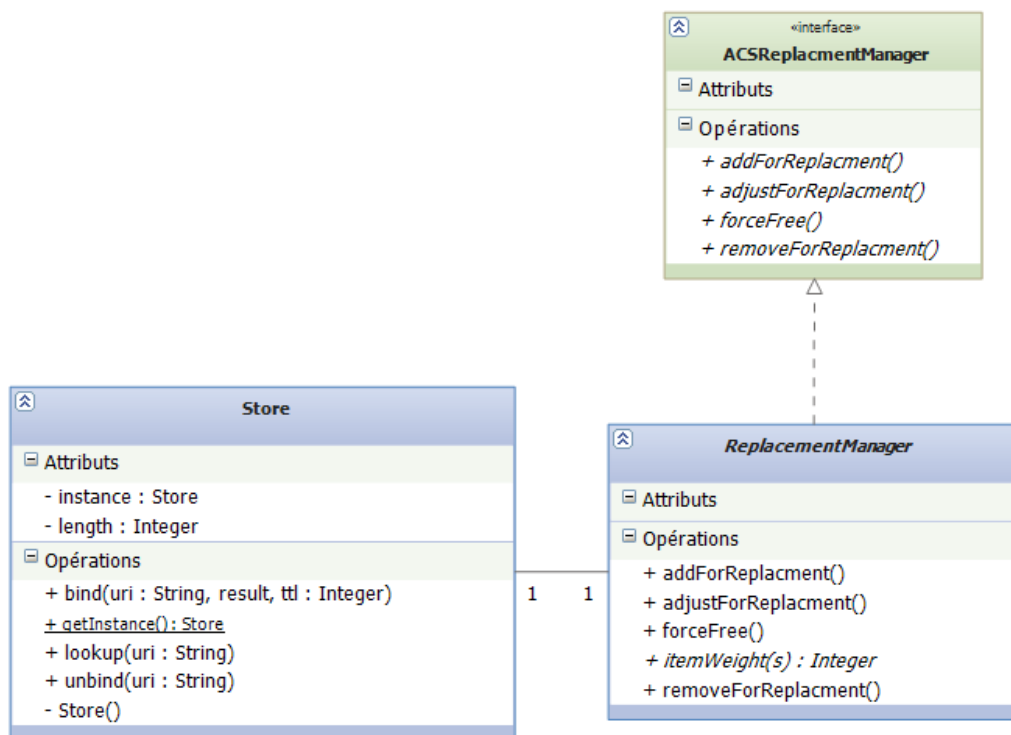 «interface»
ACSReplacmentManager
Attributs
Opérations
+ addForReplacment()
+ adjustForReplacment()
+ forceFree()
+ removeForReplacment()
Store
Attributs
- instance : Store
- length : Integer
Opérations
+ bind(uri : String, result, ttl : Integer)
+ getInstance(): Store
+ lookup(uri : String)
+ unbind(uri : String)
- Store()
1 1
ReplacementManager
Attributs
Opérations
+ addForReplacment()
+ adjustForReplacment()
+ forceFree()
+ itemWeight(s) : Integer
+ removeForReplacment()